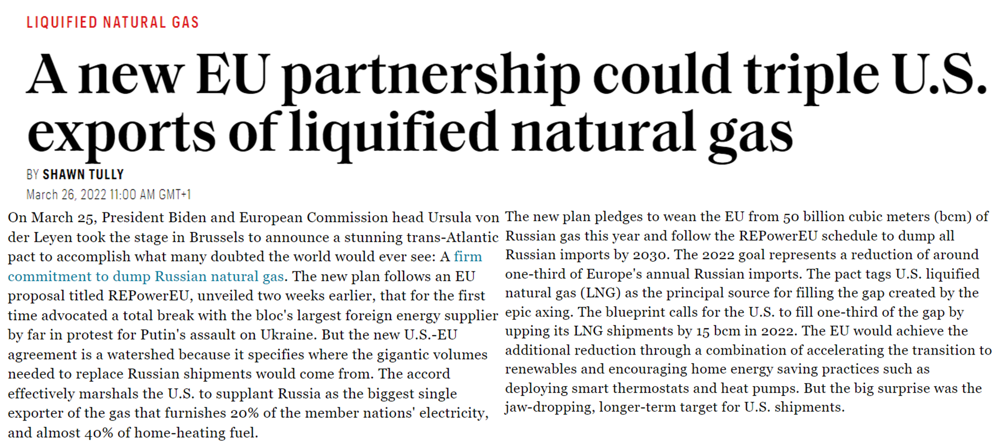 LIQUIFIED NATURAL GAS
A new EU partnership could triple U.S.
exports of liquified natural gas
BY SHAWN TULLY
March 26, 2022 11:00 AM GMT+1
On March 25, President Biden and European Commission head Ursula von
der Leyen took the stage in Brussels to announce a stunning trans-Atlantic
pact to accomplish what many doubted the world would ever see: A firm
commitment to dump Russian natural gas. The new plan follows an EU
proposal titled REPowerEU, unveiled two weeks earlier, that for the first
time advocated a total break with the bloc's largest foreign energy supplier
by far in protest for Putin's assault on Ukraine. But the new U.S.-EU
agreement is a watershed because it specifies where the gigantic volumes
needed to replace Russian shipments would come from. The accord
effectively marshals the U.S. to supplant Russia as the biggest single
exporter of the gas that furnishes 20% of the member nations' electricity,
and almost 40% of home-heating fuel.
The new plan pledges to wean the EU from 50 billion cubic meters (bcm) of
Russian gas this year and follow the REPowerEU schedule to dump all
Russian imports by 2030. The 2022 goal represents a reduction of around
one-third of Europe's annual Russian imports. The pact tags U.S. liquified
natural gas (LNG) as the principal source for filling the gap created by the
epic axing. The blueprint calls for the U.S. to fill one-third of the gap by
upping its LNG shipments by 15 bcm in 2022. The EU would achieve the
additional reduction through a combination of accelerating the transition to
renewables and encouraging home energy saving practices such as
deploying smart thermostats and heat pumps. But the big surprise was the
jaw-dropping, longer-term target for U.S. shipments.